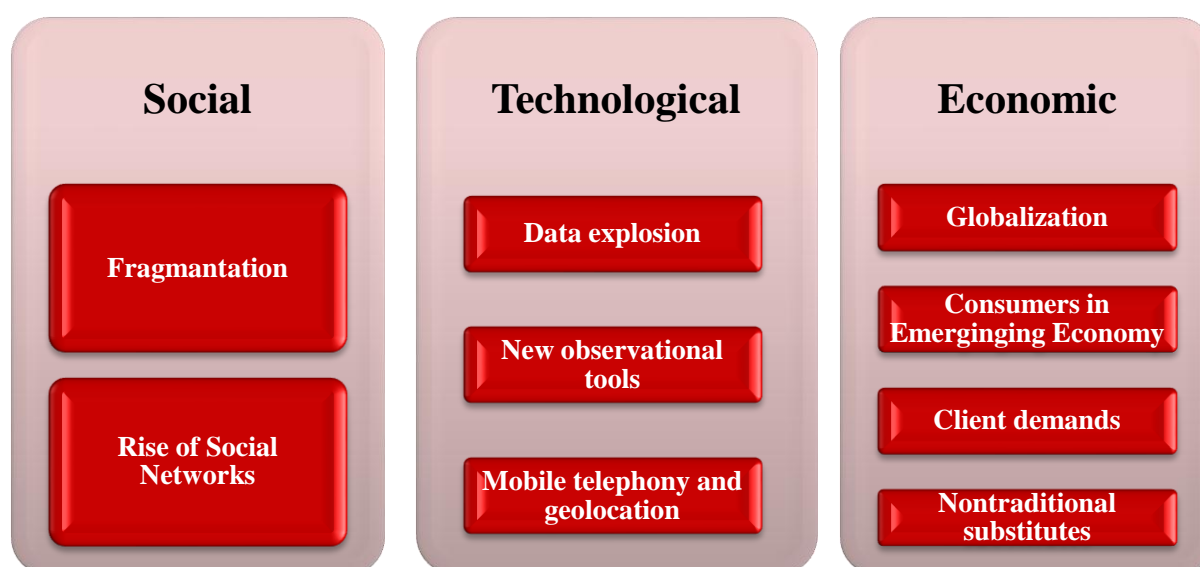 Social
Fragmantation
Rise of Social
Networks
Technological
Data explosion
New observational
tools
Mobile telephony and
geolocation
Economic
Globalization
Consumers in
Emerginging Economy
Client demands
Nontraditional
substitutes